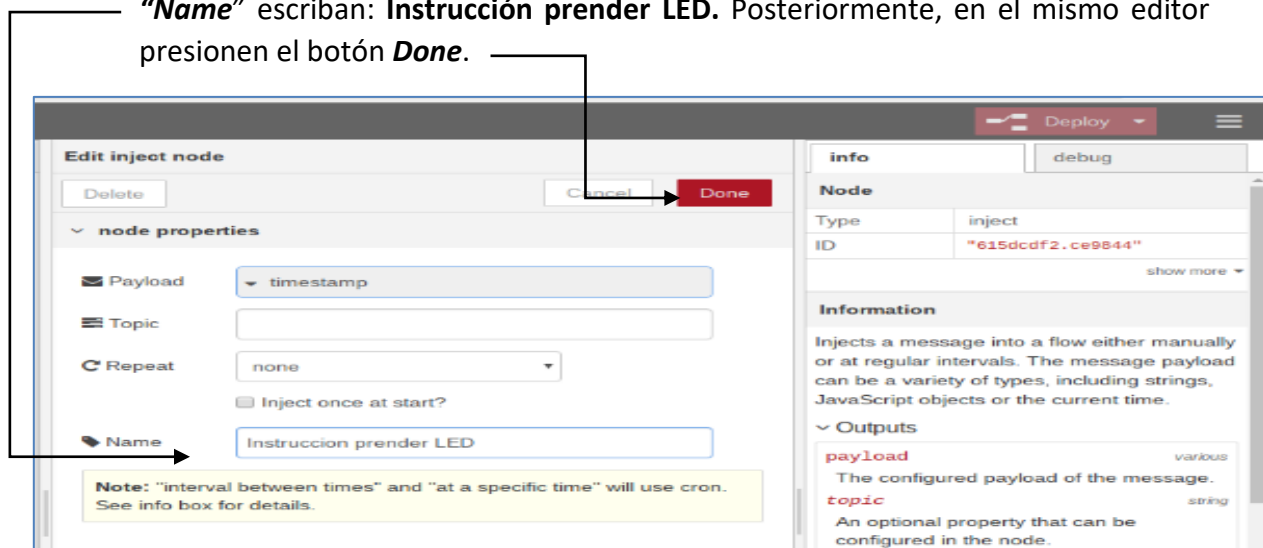 “Name” escriban: Instrucción prender LED. Posteriormente, en el mismo editor
presionen el botón Done.
Deploy
Edit inject node
Delete
Cancel
Done
node properties
Payload
timestamp
Topic
Repeat
none
Inject once at start?
Name
Instruccion prender LED
Note: "interval between times" and "at a specific time" will use cron.
See info box for details.
info
debug
Node
Type
inject
ID
"615dcdf2.ce9844"
show more
Information
Injects a message into a flow either manually
or at regular intervals. The message payload
can be a variety of types, including strings,
JavaScript objects or the current time.
Outputs
payload
various
The configured payload of the message.
topic
string
An optional property that can be
configured in the node.